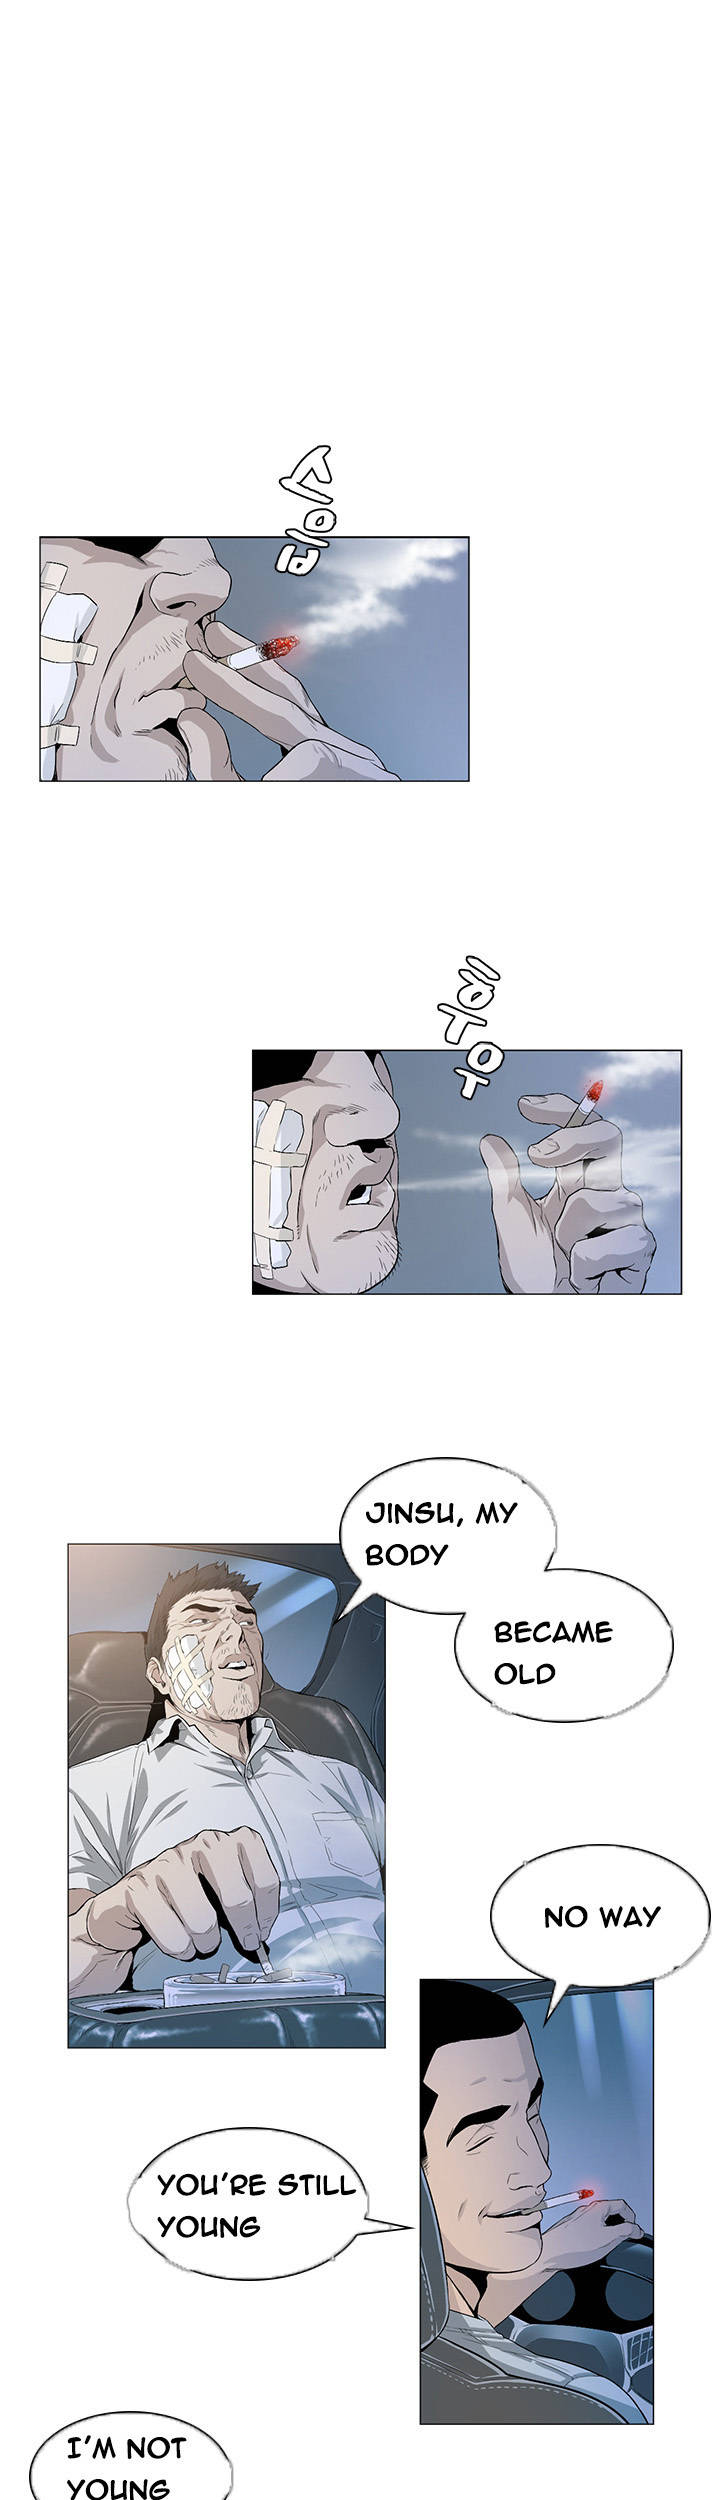 스읍
후우
JINSU, MY
BODY
BECAME
OLD
NO WAY
YOU'RE STILL
YOUNG
I'M NOT
YOUNG